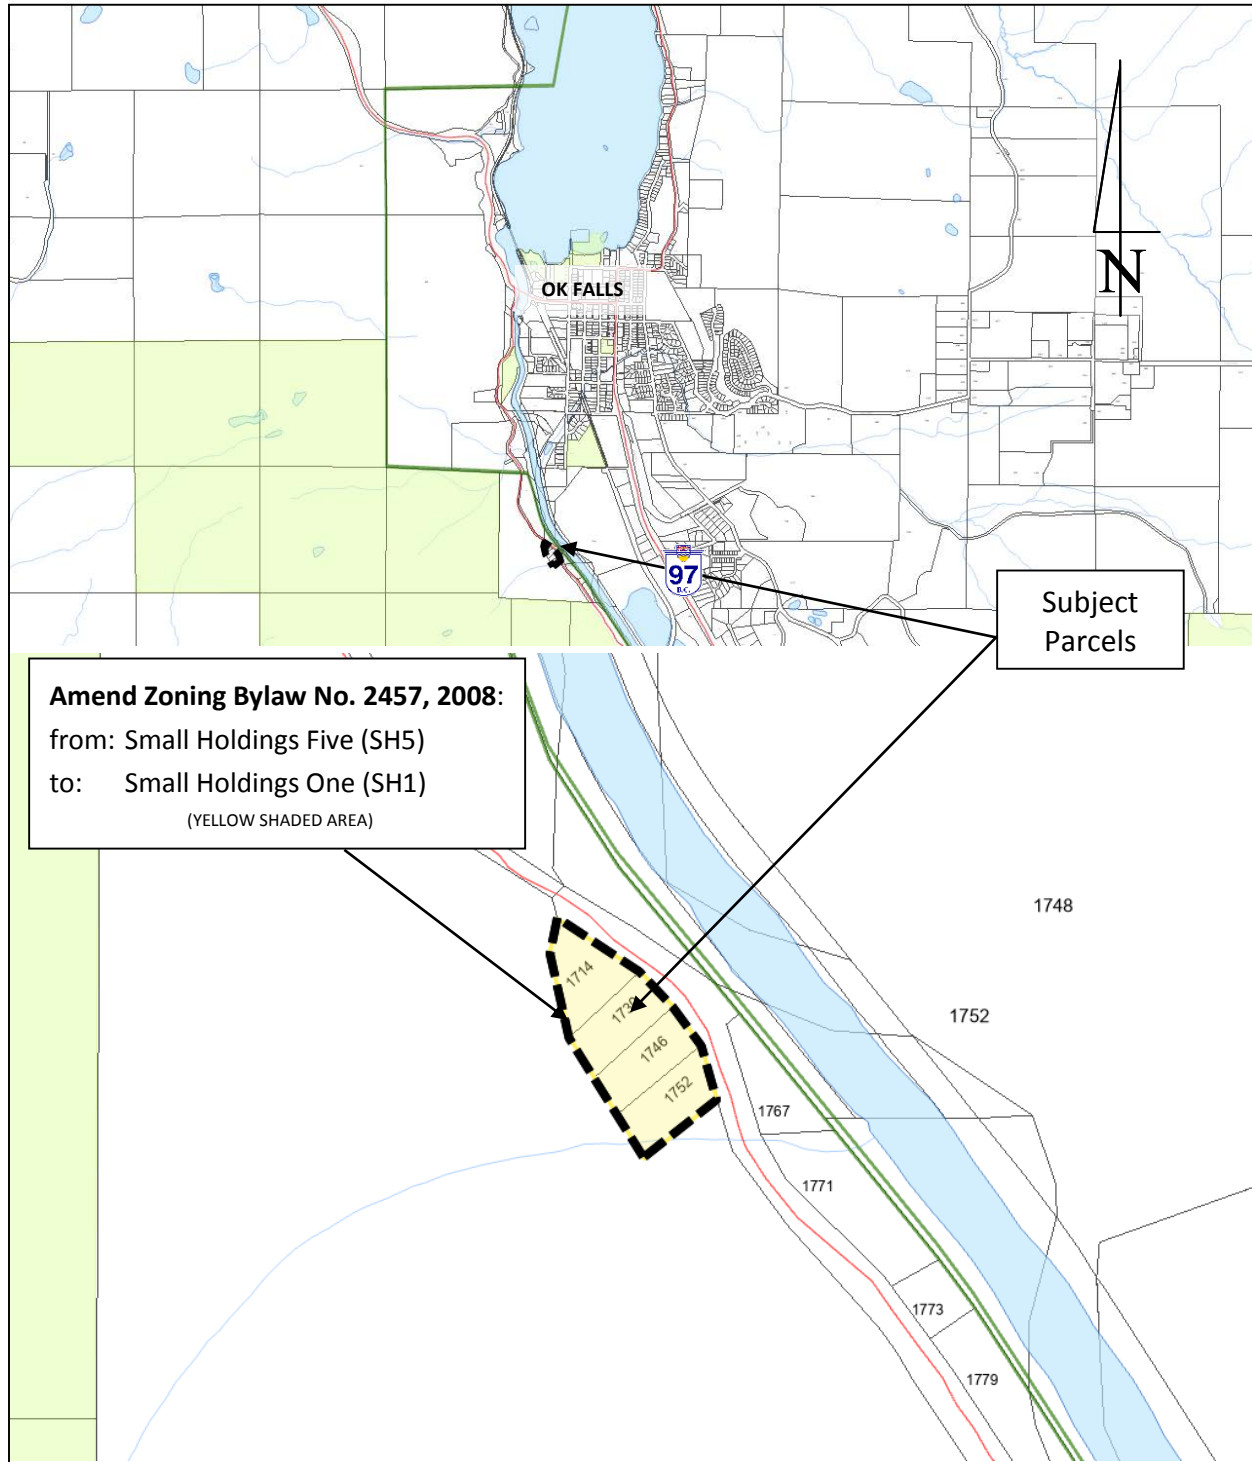 OK FALLS
N
97
B.C.
Subject
Parcels
Amend Zoning Bylaw No. 2457, 2008:
from: Small Holdings Five (SH5)
to: Small Holdings One (SH1)
(YELLOW SHADED AREA)
1748
1714
1752
1746
1752
1767
1771
1773
1779